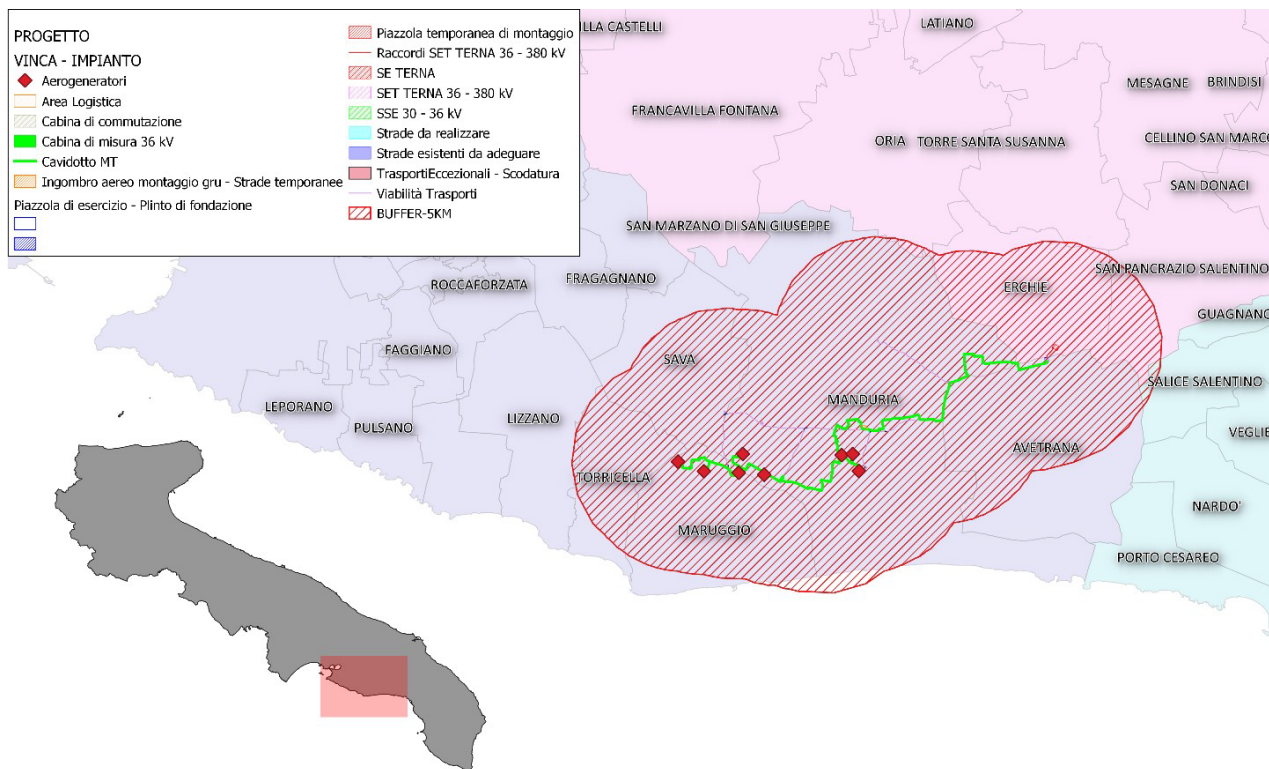 PROGETTO
VINCA - IMPIANTO
Aerogeneratori
Area Logistica
Cabina di commutazione
Cabina di misura 36 kV
Cavidotto MT
Ingombro aereo montaggio gru - Strade temporanee
Piazzola di esercizio - Plinto di fondazione
Piazzola temporanea di montaggio
Raccordi SET TERNA 36 - 380 kV
SE TERNA
SET TERNA 36 - 380 kV
SSE 30 - 36 kV
Strade da realizzare
Strade esistenti da adeguare
TrasportiEccezionali - Scodatura
Viabilità Trasporti
BUFFER-5KM
ILLA CASTELLI
LATIANO
MESAGNE
BRINDISI
FRANCAVILLA FONTANA
ORIA
TORRE SANTA SUSANNA
CELLINO SAN MARCO
SAN DONACI
SAN MARZANO DI SAN GIUSEPPE
SAN PANCRAZIO SALENTINO
FRAGAGNANO
ROCCAFORZATA
ERCHIE
GUAGNANO
FAGGIANO
SAVA
SALICE SALENTINO
LEPORANO
PULSANO
LIZZANO
MANDURIA
VEGLIE
AVETRANA
TORRICELLA
NARDO'
MARUGGIO
PORTO CESAREO